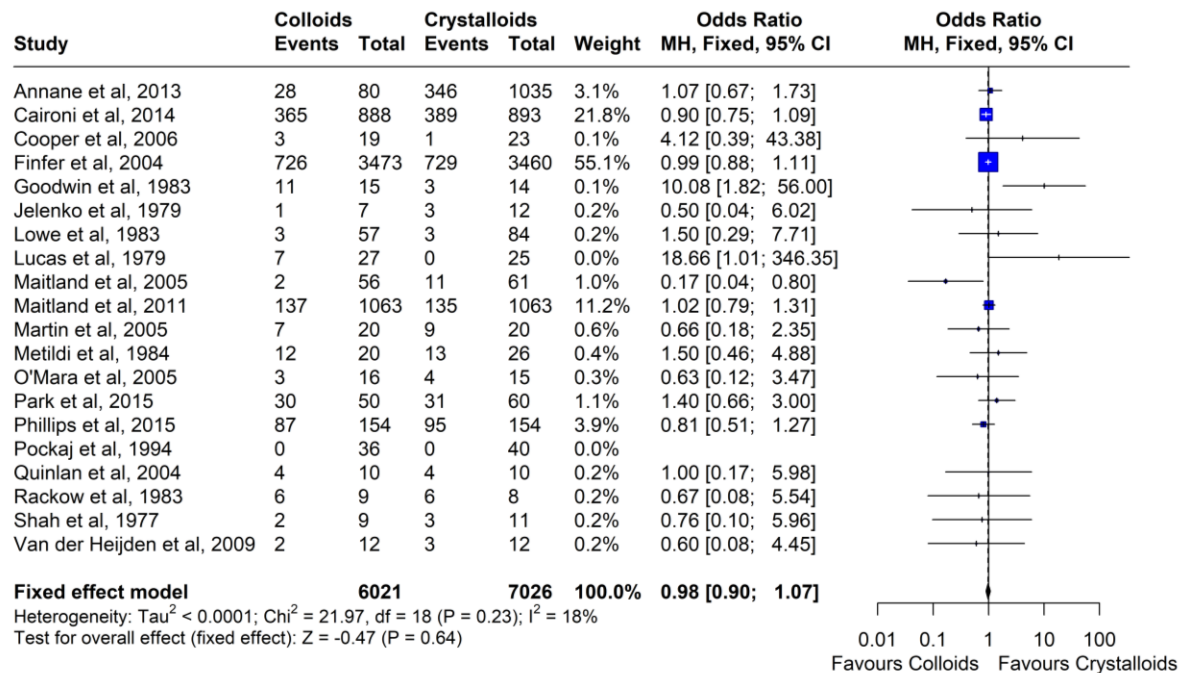 Colloids Crystalloids Odds Ratio Odds Ratio
Study Events Total Events Total Weight MH, Fixed, 95% CI MH, Fixed, 95% CI
Annane et al, 2013 28 80 346 1035 3.1% 1.07 [0.67; 1.73]
Caironi et al, 2014 365 888 389 893 21.8% 0.90 [0.75; 1.09]
Cooper et al, 2006 3 19 1 23 0.1% 4.12 [0.39; 43.38]
Finfer et al, 2004 726 3473 729 3460 55.1% 0.99 [0.88; 1.11]
Goodwin et al, 1983 11 15 3 14 0.1% 10.08 [1.82; 56.00]
Jelenko et al, 1979 1 7 3 12 0.2% 0.50 [0.04; 6.02]
Lowe et al, 1983 3 57 3 84 0.2% 1.50 [0.29; 7.71]
Lucas et al, 1979 7 27 0 25 0.0% 18.66 [1.01; 346.35]
Maitland et al, 2005 2 56 11 61 1.0% 0.17 [0.04; 0.80]
Maitland et al, 2011 137 1063 135 1063 11.2% 1.02 [0.79; 1.31]
Martin et al, 2005 7 20 9 20 0.6% 0.66 [0.18; 2.35]
Metildi et al, 1984 12 20 13 26 0.4% 1.50 [0.46; 4.88]
O'Mara et al, 2005 3 16 4 15 0.3% 0.63 [0.12; 3.47]
Park et al, 2015 30 50 31 60 1.1% 1.40 [0.66; 3.00]
Phillips et al, 2015 87 154 95 154 3.9% 0.81 [0.51; 1.27]
Pockaj et al, 1994 0 36 0 40 0.0%
Quinlan et al, 2004 4 10 4 10 0.2% 1.00 [0.17; 5.98]
Rackow et al, 1983 6 9 6 8 0.2% 0.67 [0.08; 5.54]
Shah et al, 1977 2 9 3 11 0.2% 0.76 [0.10; 5.96]
Van der Heijden et al, 2009 2 12 3 12 0.2% 0.60 [0.08; 4.45]
Fixed effect model 6021 7026 100.0% 0.98 [0.90; 1.07]
Heterogeneity: Tau² < 0.0001; Chi² = 21.97, df = 18 (P = 0.23); I² = 18%
Test for overall effect (fixed effect): Z = -0.47 (P = 0.64)
0.01 0.1 1 10 100
Favours Colloids Favours Crystalloids